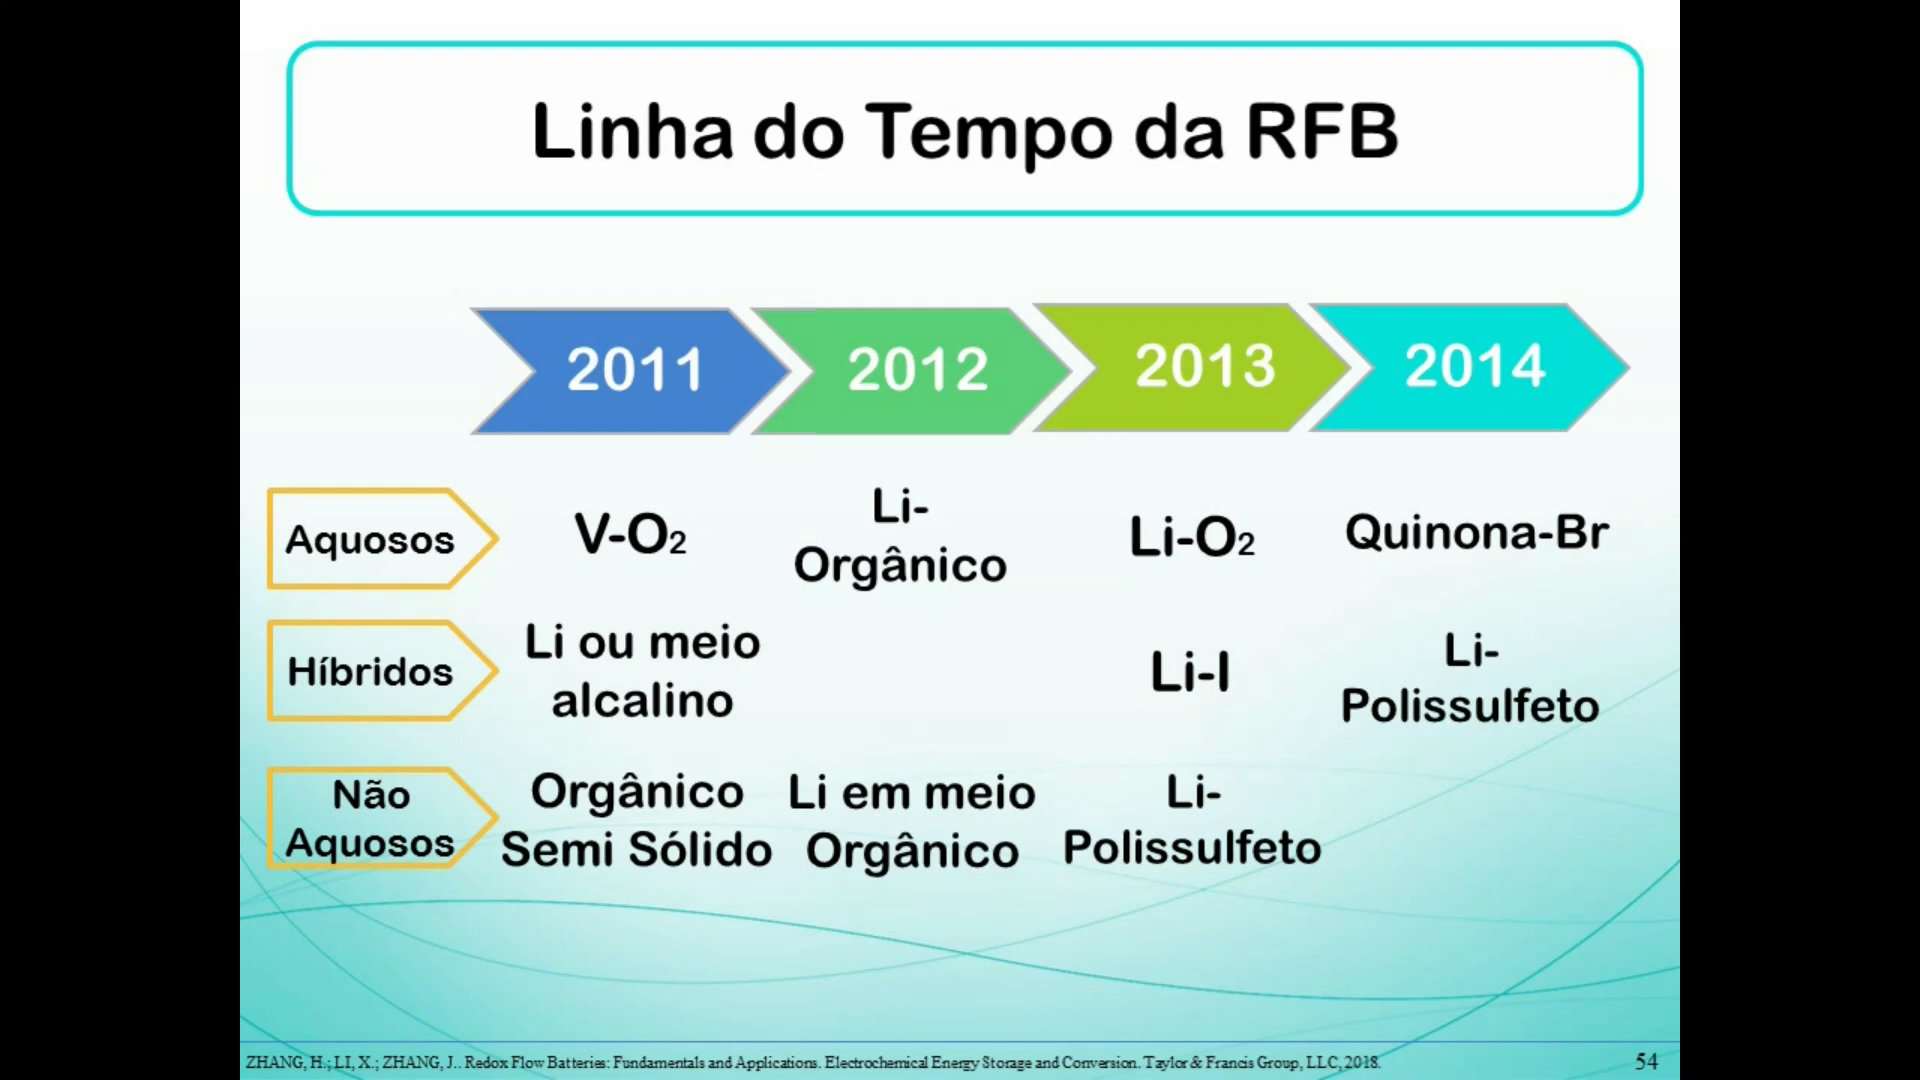 Linha do Tempo da RFB
2011 2012 2013 2014
Aquosos
V-O2
Li-
Orgânico
Li-O2
Quinona-Br
Híbridos
Li ou meio
alcalino
Li-I
Li-
Polissulfeto
Não
Aquosos
Orgânico
Semi Sólido
Li em meio
Orgânico
Li-
Polissulfeto
ZHANG, H.; LI, X.; ZHANG, J.. Redox Flow Batteries: Fundamentals and Applications. Electrochemical Energy Storage and Conversion. Taylor & Francis Group, LLC, 2018.
54